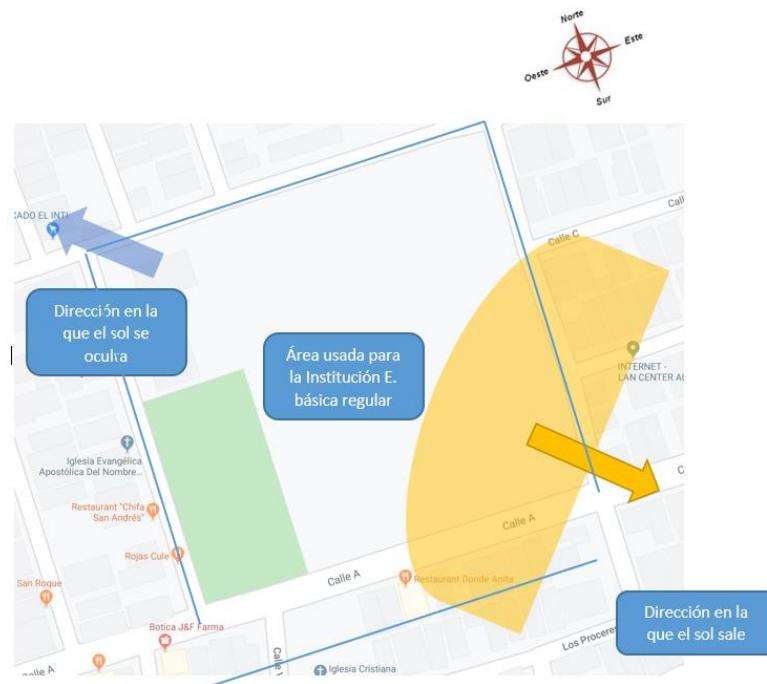 Norte
Este
Oeste
Sur
CADO EL INTI
Calle C
Dirección en la
que el sol se
oculta
Área usada para
la Institución E.
básica regular
INTERNET -
LAN CENTER AL
Iglesia Evangélica
Apostólica Del Nombre...
Restaurant "Chifa
San Andrés"
Calle A
Rojas Cule
Calle A
Restaurant Donde Anita
San Roque
Dirección en la
que el sol sale
Botica J&F Farma
Los Proceres
Calle A
Iglesia Cristiana